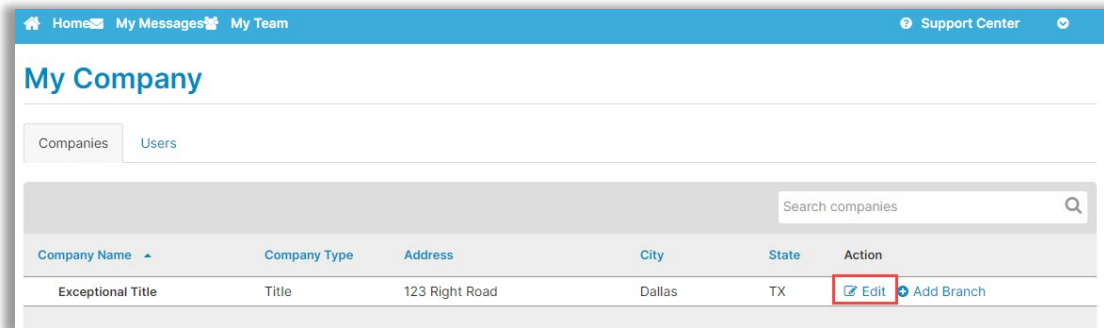 Home My Messages My Team Support Center
My Company
Companies Users
Search companies
Company Name Company Type Address City State Action
Exceptional Title Title 123 Right Road Dallas TX Edit Add Branch